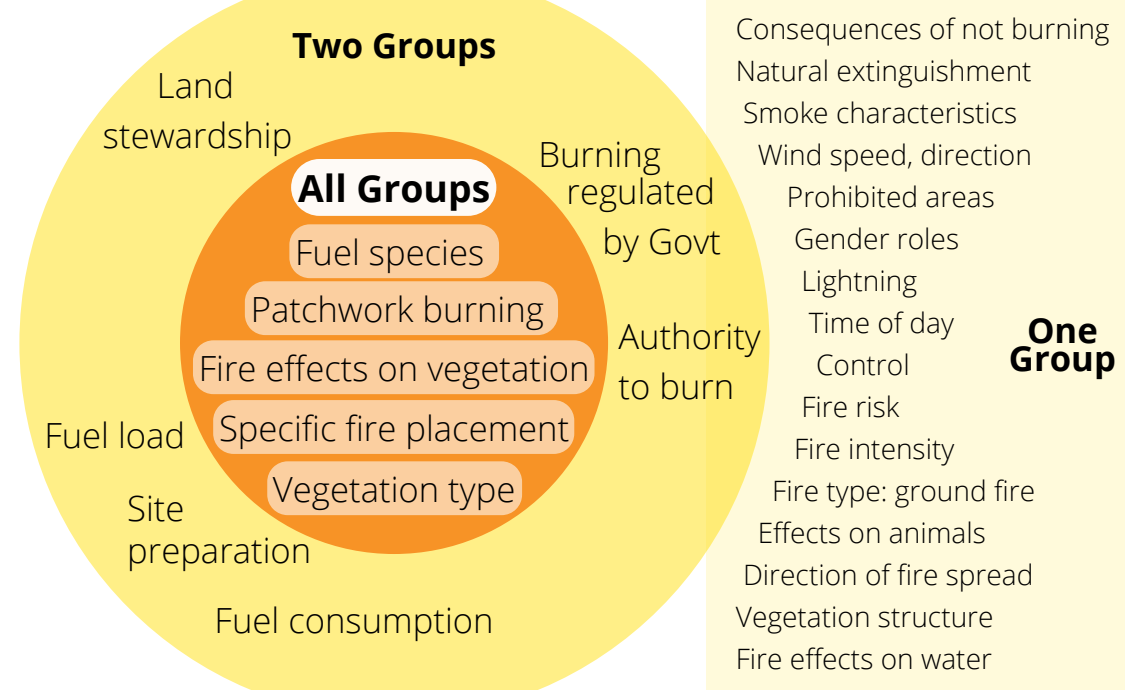 Two Groups
Land
stewardship
Burning
regulated
by Govt
Authority
to burn
Fuel load
Site
preparation
Fuel consumption
All Groups
Fuel species
Patchwork burning
Fire effects on vegetation
Specific fire placement
Vegetation type
Consequences of not burning
Natural extinguishment
Smoke characteristics
Wind speed, direction
Prohibited areas
Gender roles
Lightning
Time of day
Control
Fire risk
Fire intensity
Fire type: ground fire
Effects on animals
Direction of fire spread
Vegetation structure
Fire effects on water
One
Group